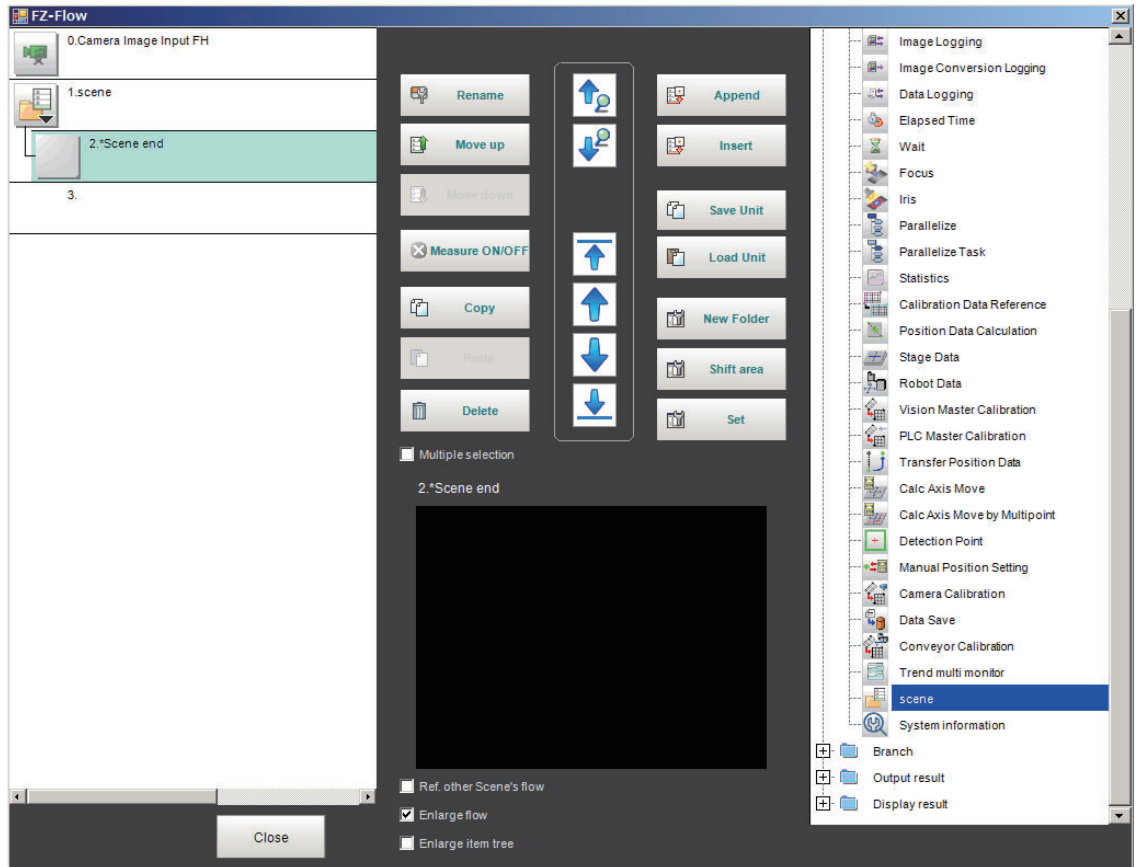 FZ-Flow
0.Camera Image Input FH
1.scene
2.*Scene end
3.
Rename
Move up
Move down
Measure ON/OFF
Copy
Paste
Delete
Append
Insert
Save Unit
Load Unit
New Folder
Shift area
Set
Multiple selection
2.*Scene end
Ref. other Scene's flow
Enlarge flow
Enlarge item tree
Close
Image Logging
Image Conversion Logging
Data Logging
Elapsed Time
Wait
Focus
Iris
Parallelize
Parallelize Task
Statistics
Calibration Data Reference
Position Data Calculation
Stage Data
Robot Data
Vision Master Calibration
PLC Master Calibration
Transfer Position Data
Calc Axis Move
Calc Axis Move by Multipoint
Detection Point
Manual Position Setting
Camera Calibration
Data Save
Conveyor Calibration
Trend multi monitor
scene
System information
Branch
Output result
Display result